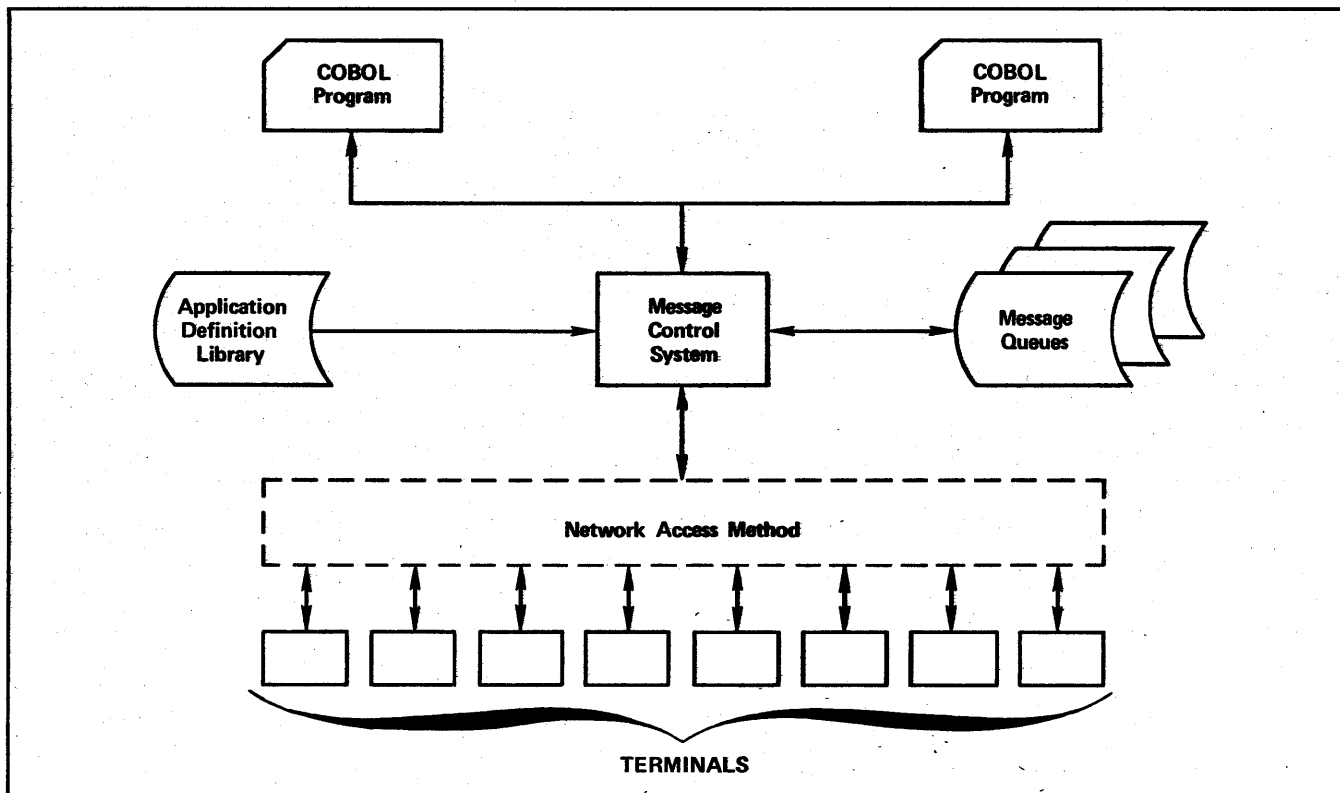 COBOL
Program
COBOL
Program
Application
Definition
Library
Message
Control
System
Message
Queues
Network Access Method
TERMINALS